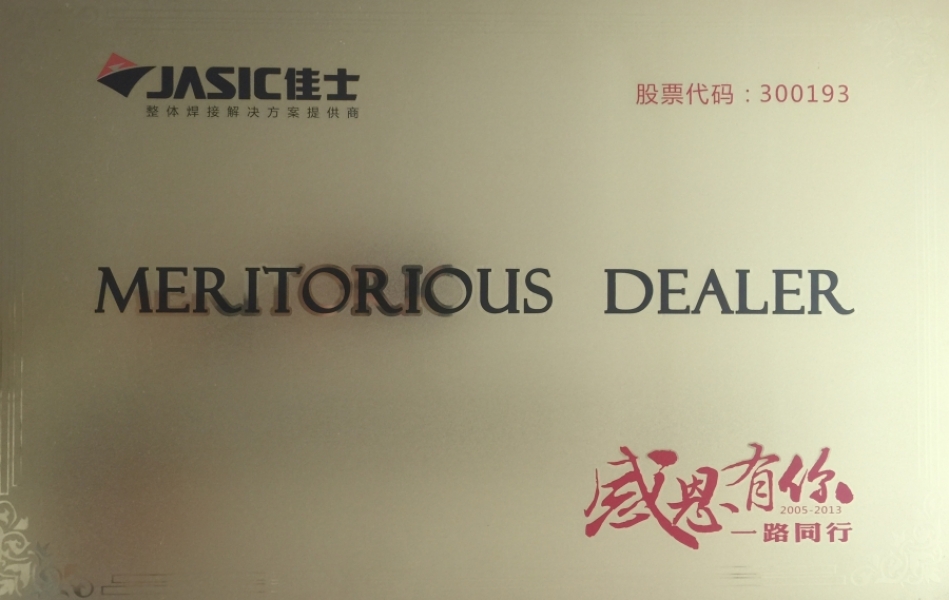 JASIC佳士
整体焊接解决方案提供商
股票代码：300193
MERITORIOUS DEALER
感恩有你
2005-2013
一路同行